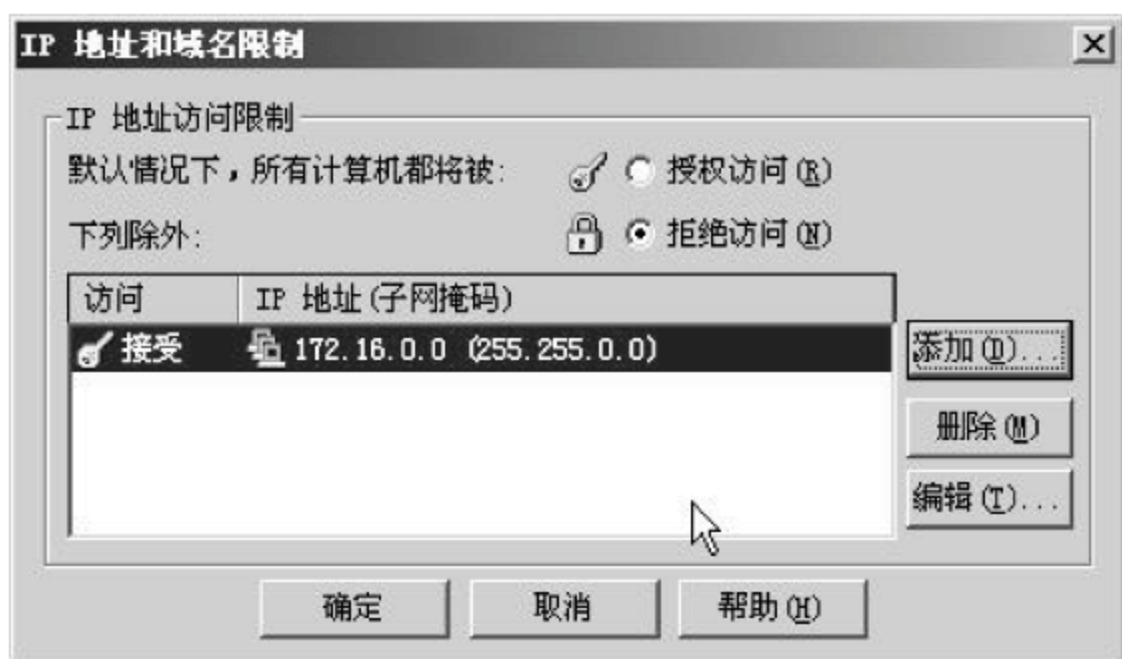 IP 地址和域名限制
IP 地址访问限制
默认情况下，所有计算机都将被: 授权访问(R)
下列除外: 拒绝访问(N)
访问 IP 地址(子网掩码)
接受 172.16.0.0 (255.255.0.0)
添加(D)...
删除(M)
编辑(T)...
确定 取消 帮助(H)